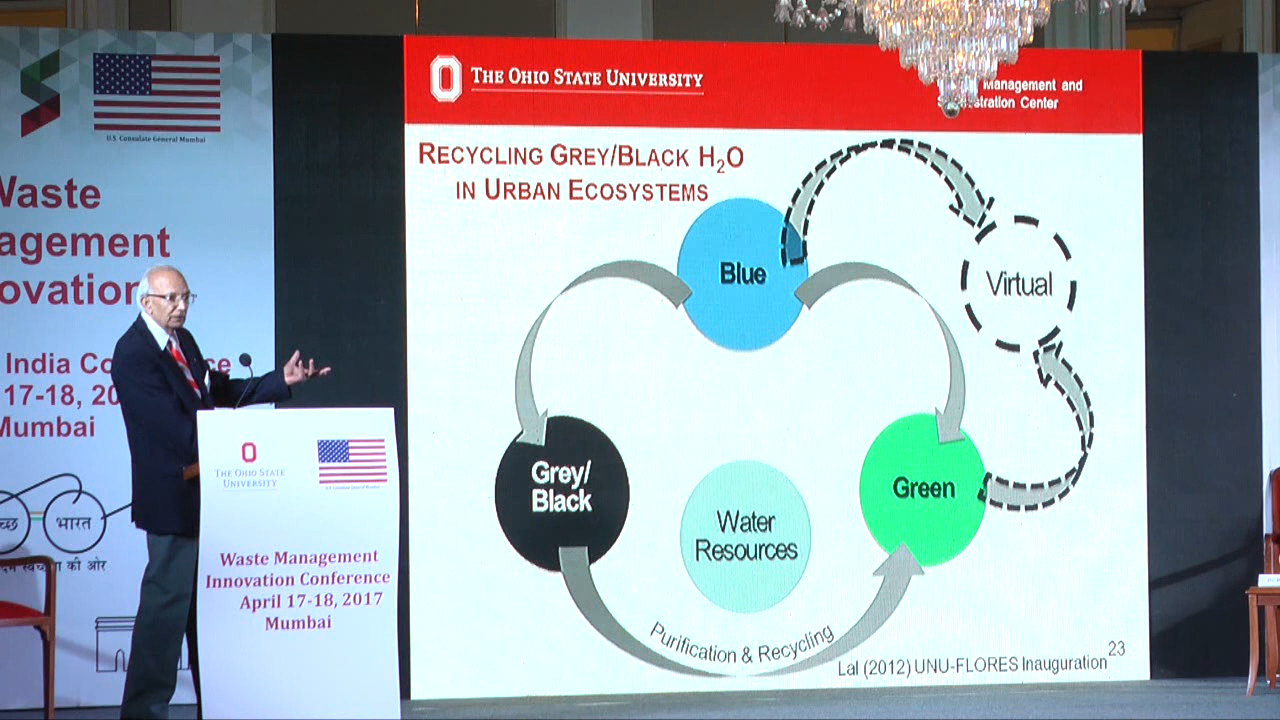 U.S. Consulate General Mumbai
Waste
agement
ovation
India Co
ce
17-18, 20
Mumbai
च्छ
भारत
की ओर
THE OHIO STATE UNIVERSITY
Management and
Center
RECYCLING GREY/BLACK H₂O
IN URBAN ECOSYSTEMS
Blue
Virtual
Grey/
Black
Green
Water
Resources
Purification & Recycling
Lal (2012) UNU-FLORES Inauguration
23
THE OHIO STATE
UNIVERSITY
Waste Management
Innovation Conference
April 17-18, 2017
Mumbai